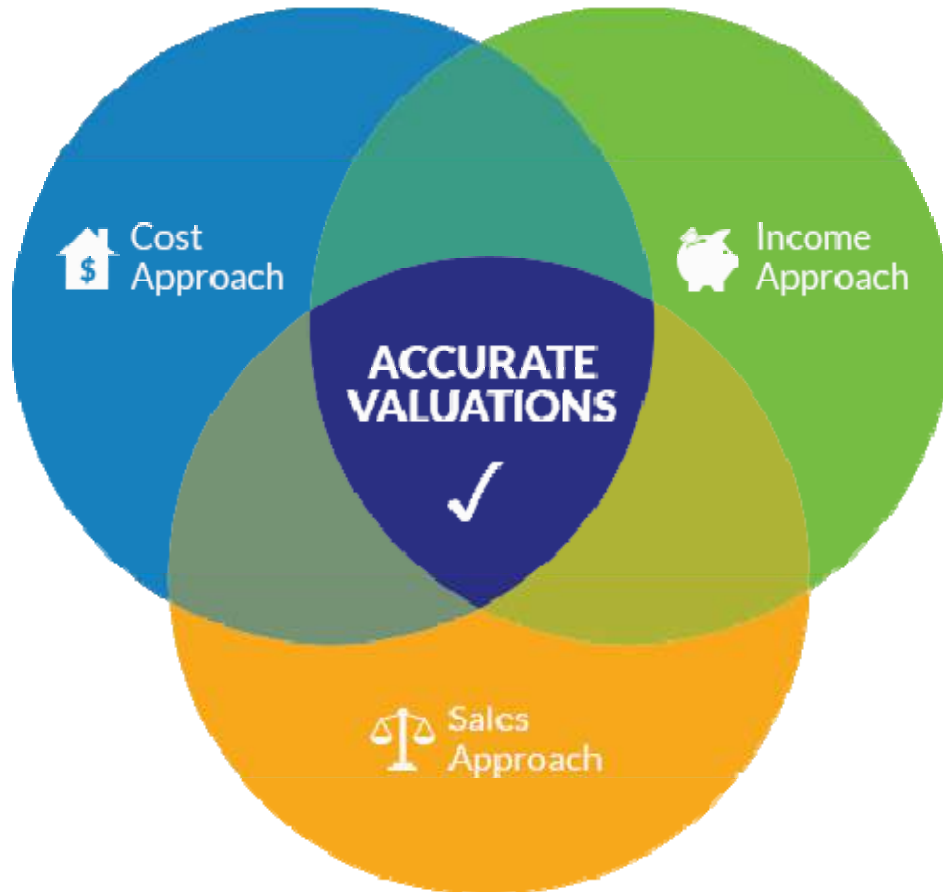 Cost
Approach
$
Income
Approach
ACCURATE
VALUATIONS
Sales
Approach